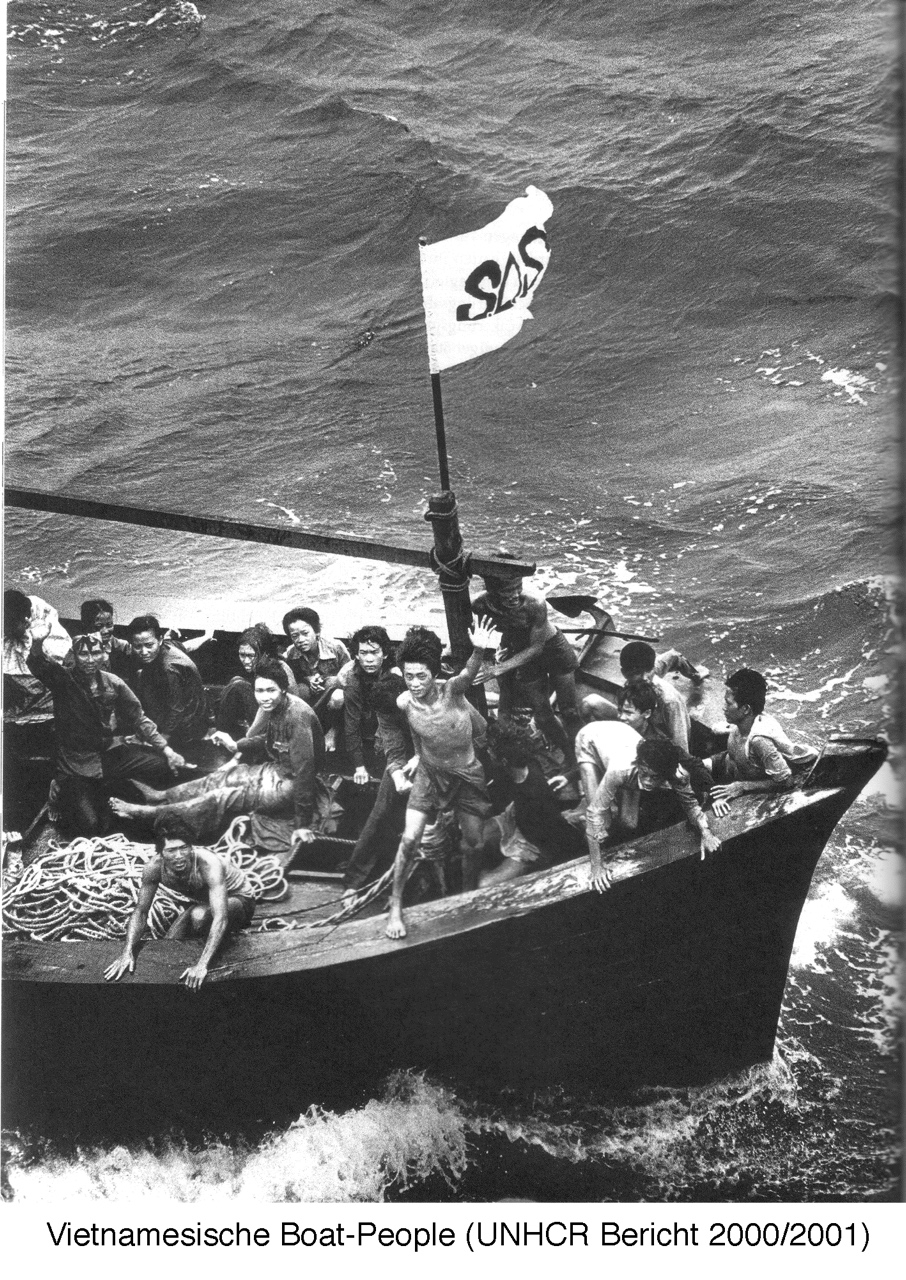 SOS
Vietnamesische Boat-People (UNHCR Bericht 2000/2001)